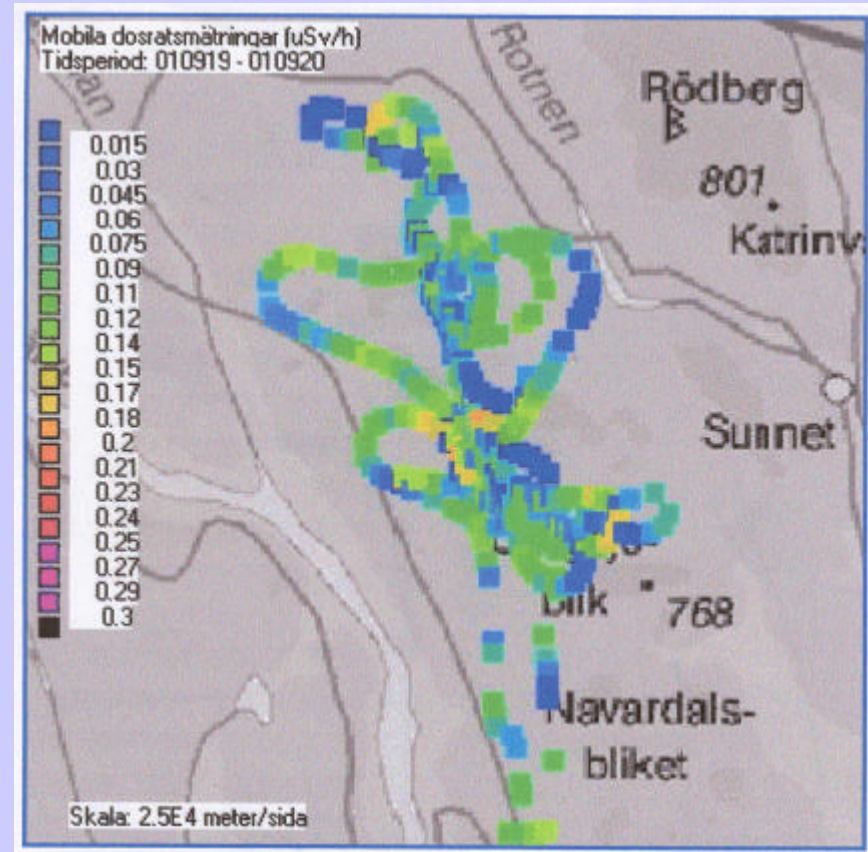 Mobila dosratsmätningar (uSv/h)
Tidsperiod: 010919 - 010920
Rotnen
Rödberg
801
Katrinv.
0.015
0.03
0.045
0.06
0.075
0.09
0.11
0.12
0.14
0.15
0.17
0.18
0.2
0.21
0.23
0.24
0.25
0.27
0.29
0.3
Sunnet
blik
768
Navardals-
bliket
Skala: 2.5E4 meter/sida